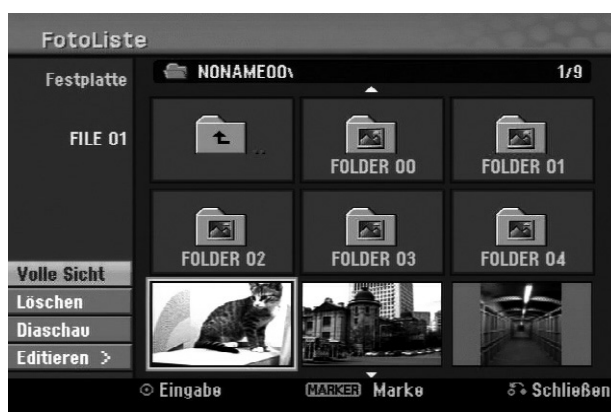 FotoListe
Festplatte
NONAME00\
1/9
FILE 01
..
FOLDER 00
FOLDER 01
FOLDER 02
FOLDER 03
FOLDER 04
Volle Sicht
Löschen
Diaschau
Editieren >
Eingabe
MARKER Marke
Schließen